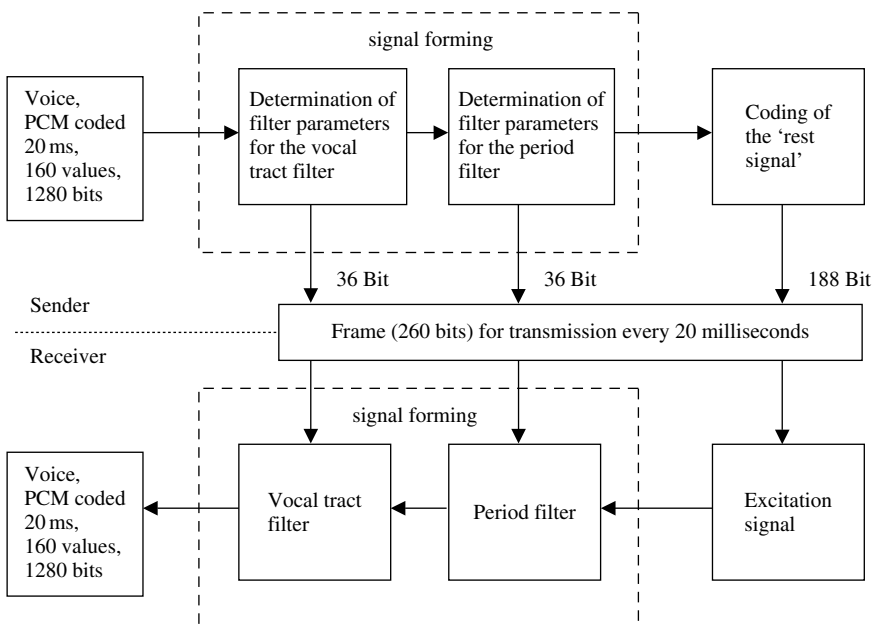 signal forming
Voice,
PCM coded
20 ms,
160 values,
1280 bits
Determination of
filter parameters
for the vocal
tract filter
Determination of
filter parameters
for the period
filter
Coding of
the ‘rest
signal’
36 Bit
36 Bit
188 Bit
Sender
Frame (260 bits) for transmission every 20 milliseconds
Receiver
signal forming
Voice,
PCM coded
20 ms,
160 values,
1280 bits
Vocal tract
filter
Period filter
Excitation
signal